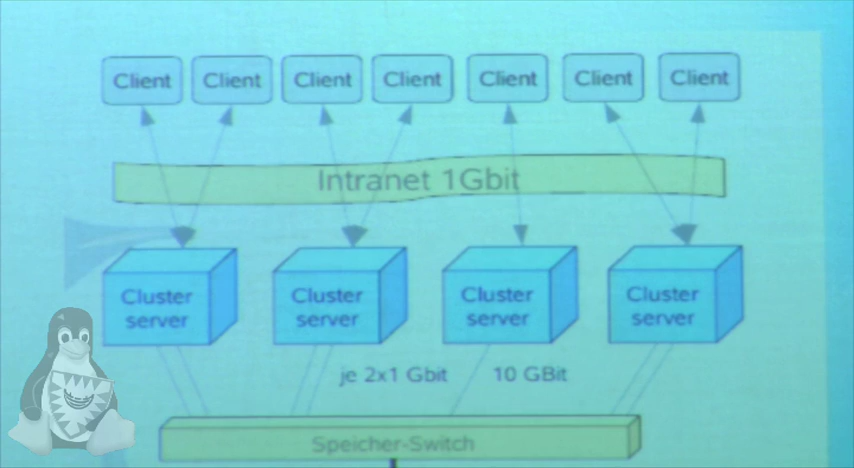 Client Client Client Client Client Client Client
Intranet 1Gbit
Cluster Cluster Cluster Cluster
server server server server
je 2x1 Gbit 10 GBit
Speicher-Switch